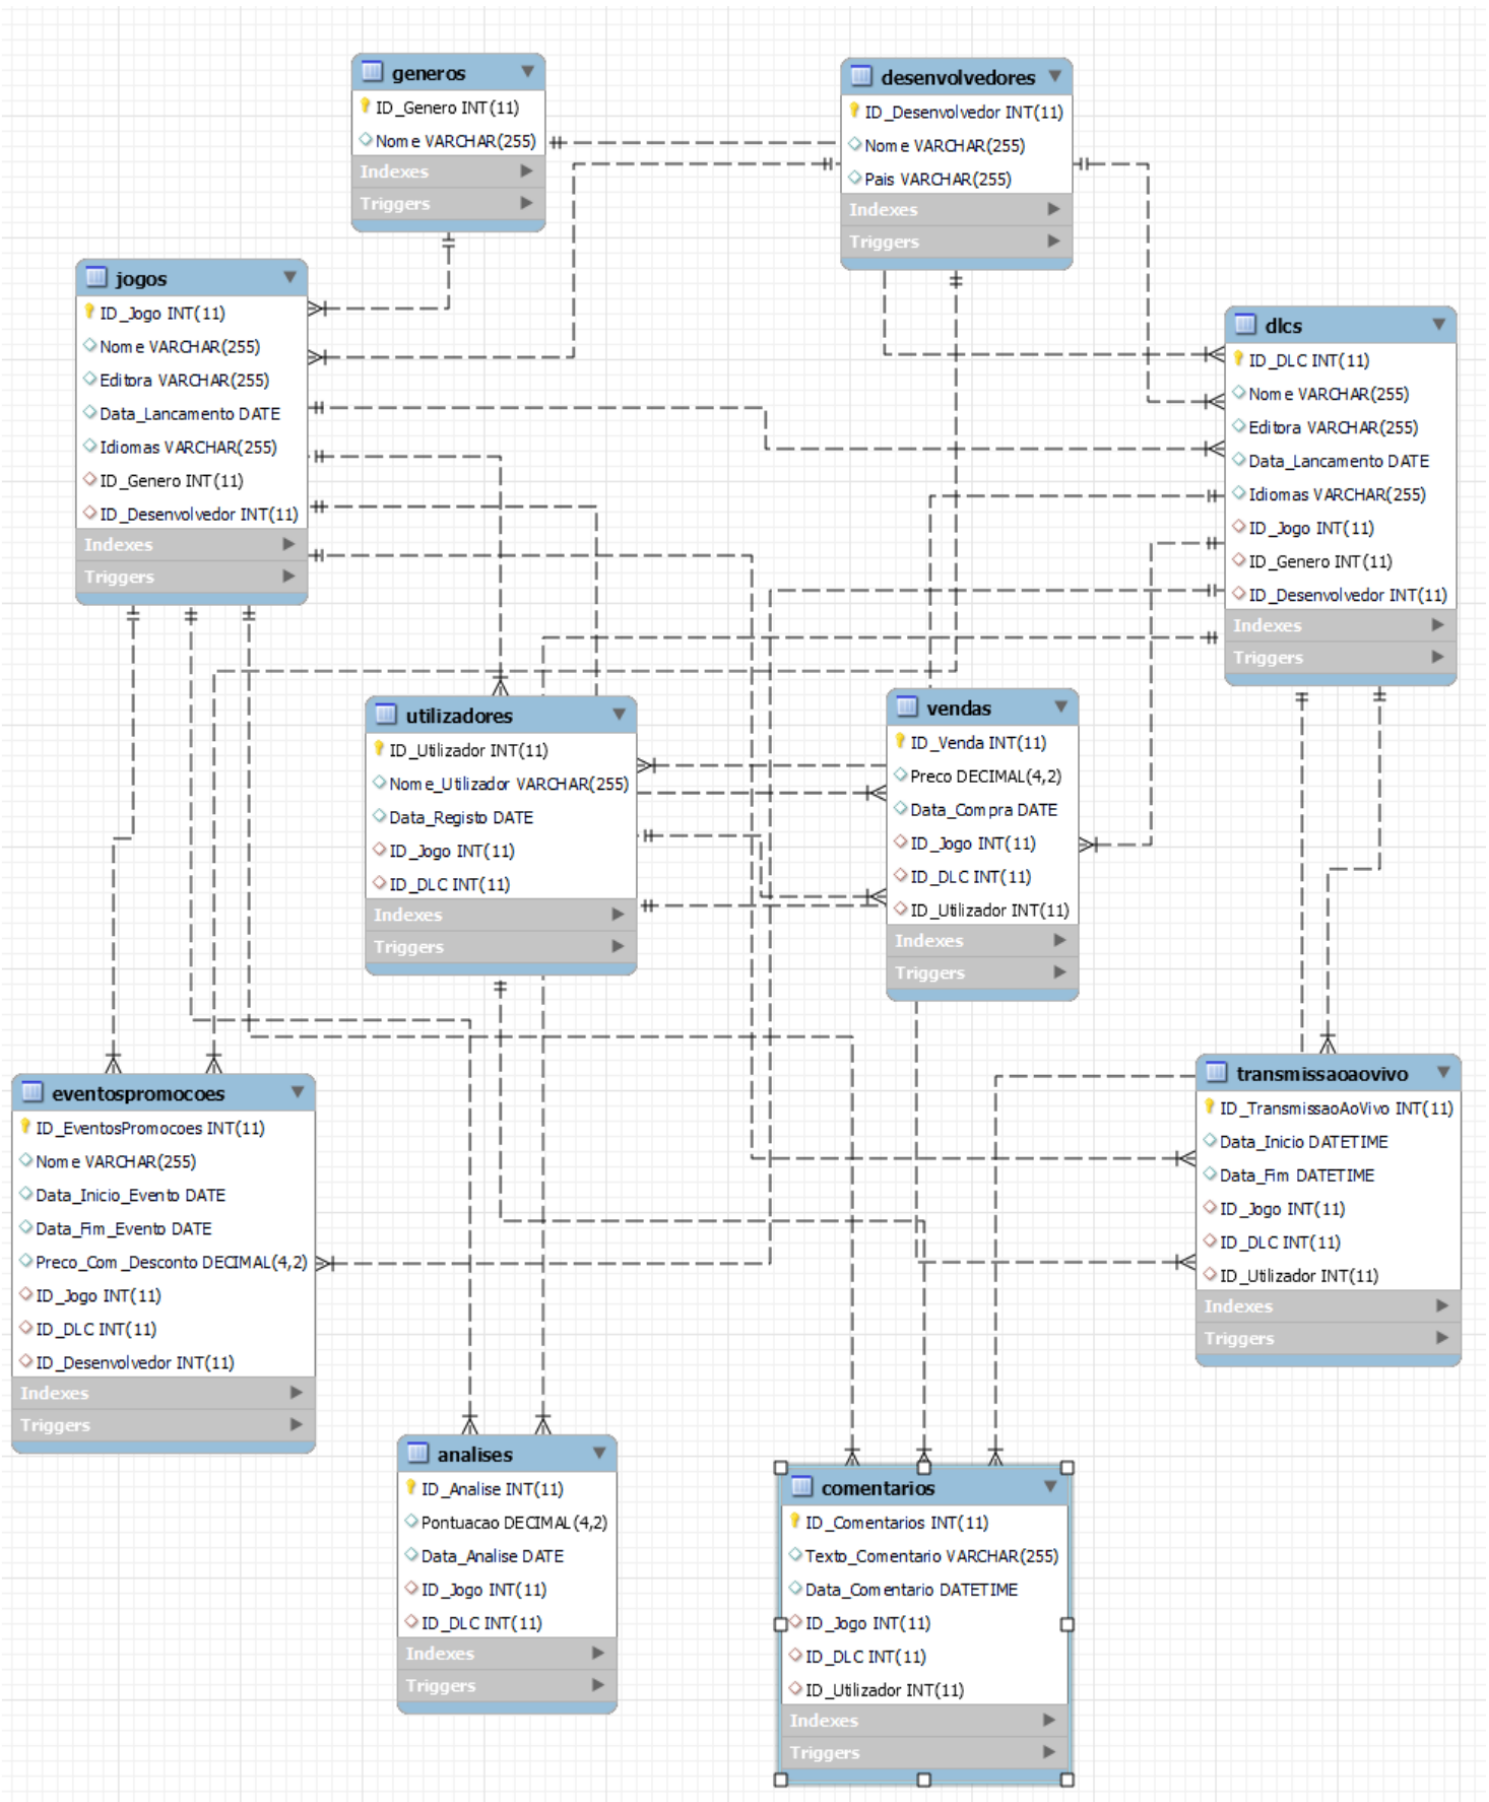 generos
ID_Genero INT(11)
Nome VARCHAR(255)
Indexes
Triggers
desenvolvedores
ID_Desenvolvedor INT(11)
Nome VARCHAR(255)
Pais VARCHAR(255)
Indexes
Triggers
jogos
ID_Jogo INT(11)
Nome VARCHAR(255)
Editora VARCHAR(255)
Data_Lancamento DATE
Idiomas VARCHAR(255)
ID_Genero INT(11)
ID_Desenvolvedor INT(11)
Indexes
Triggers
dlcs
ID_DLC INT(11)
Nome VARCHAR(255)
Editora VARCHAR(255)
Data_Lancamento DATE
Idiomas VARCHAR(255)
ID_Jogo INT(11)
ID_Genero INT(11)
ID_Desenvolvedor INT(11)
Indexes
Triggers
utilizadores
ID_Utilizador INT(11)
Nome_Utilizador VARCHAR(255)
Data_Registo DATE
ID_Jogo INT(11)
ID_DLC INT(11)
Indexes
Triggers
vendas
ID_Venda INT(11)
Preco DECIMAL(4,2)
Data_Compra DATE
ID_Jogo INT(11)
ID_DLC INT(11)
ID_Utilizador INT(11)
Indexes
Triggers
eventospromocoes
ID_EventosPromocoes INT(11)
Nome VARCHAR(255)
Data_Inicio_Evento DATE
Data_Fim_Evento DATE
Preco_Com_Desconto DECIMAL(4,2)
ID_Jogo INT(11)
ID_DLC INT(11)
ID_Desenvolvedor INT(11)
Indexes
Triggers
transmissaoaovivo
ID_TransmissaoAoVivo INT(11)
Data_Inicio DATETIME
Data_Fim DATETIME
ID_Jogo INT(11)
ID_DLC INT(11)
ID_Utilizador INT(11)
Indexes
Triggers
analises
ID_Analise INT(11)
Pontuacao DECIMAL(4,2)
Data_Analise DATE
ID_Jogo INT(11)
ID_DLC INT(11)
Indexes
Triggers
comentarios
ID_Comentarios INT(11)
Texto_Comentario VARCHAR(255)
Data_Comentario DATETIME
ID_Jogo INT(11)
ID_DLC INT(11)
ID_Utilizador INT(11)
Indexes
Triggers